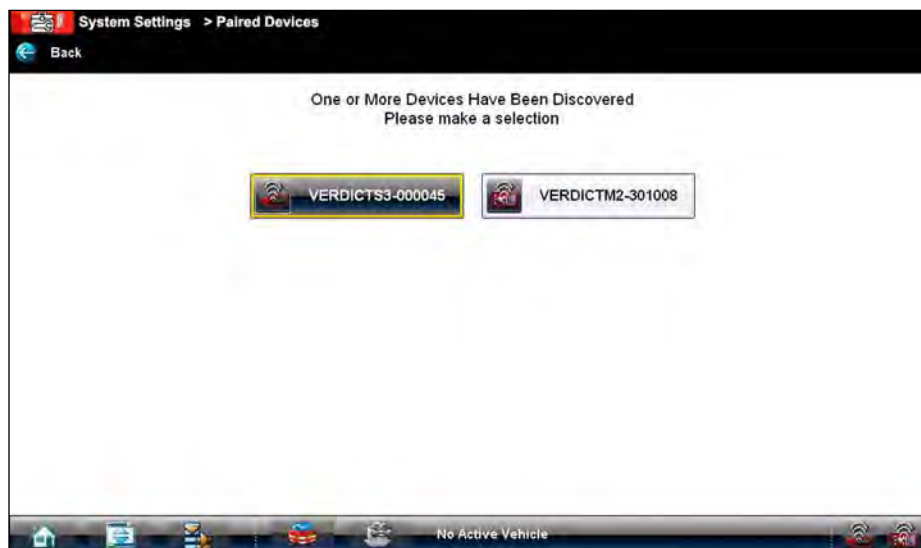 System Settings > Paired Devices
Back
One or More Devices Have Been Discovered
Please make a selection
VERDICTS3-000045
VERDICTM2-301008
No Active Vehicle